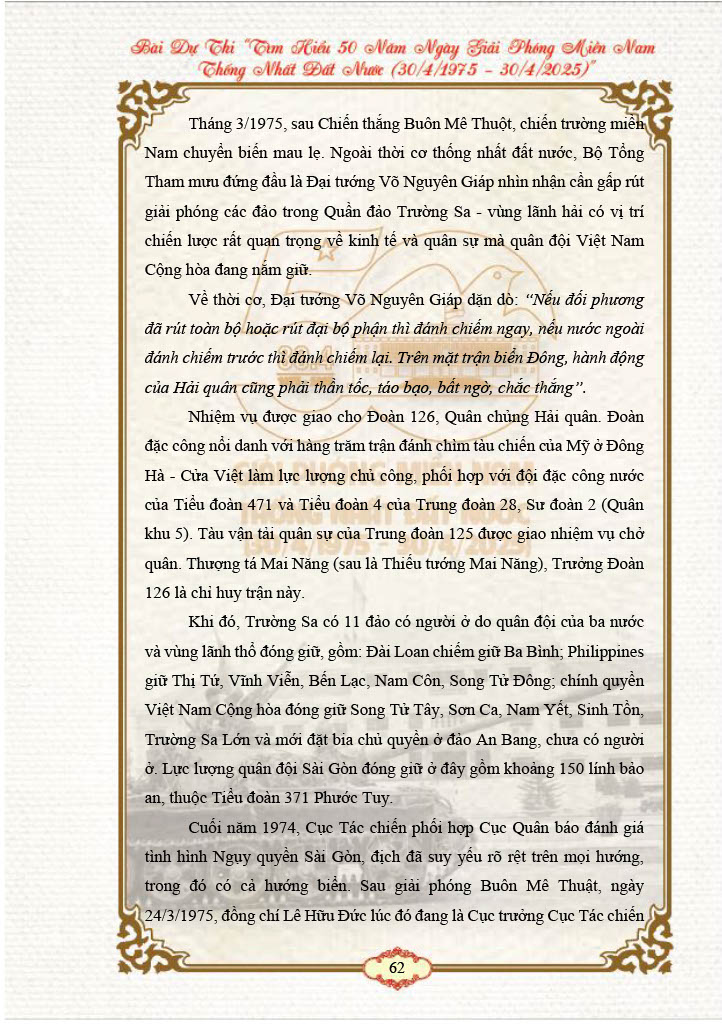 Bài Dự Thi "Tìm Hiểu 50 Năm Ngày Giải Phóng Miền Nam
Thống Nhất Đất Nước (30/4/1975 - 30/4/2025)"
Tháng 3/1975, sau Chiến thắng Buôn Mê Thuột, chiến trường miền
Nam chuyển biến mau lẹ. Ngoài thời cơ thống nhất đất nước, Bộ Tổng
Tham mưu đứng đầu là Đại tướng Võ Nguyên Giáp nhìn nhận cần gấp rút
giải phóng các đảo trong Quần đảo Trường Sa - vùng lãnh hải có vị trí
chiến lược rất quan trọng về kinh tế và quân sự mà quân đội Việt Nam
Cộng hòa đang nắm giữ.
Về thời cơ, Đại tướng Võ Nguyên Giáp dặn dò: “Nếu đối phương
đã rút toàn bộ hoặc rút đại bộ phận thì đánh chiếm ngay, nếu nước ngoài
đánh chiếm trước thì đánh chiếm lại. Trên mặt trận biển Đông, hành động
của Hải quân cũng phải thần tốc, táo bạo, bất ngờ, chắc thắng”.
Nhiệm vụ được giao cho Đoàn 126, Quân chủng Hải quân. Đoàn
đặc công nổi danh với hàng trăm trận đánh chìm tàu chiến của Mỹ ở Đông
Hà - Cửa Việt làm lực lượng chủ công, phối hợp với đội đặc công nước
của Tiểu đoàn 471 và Tiểu đoàn 4 của Trung đoàn 28, Sư đoàn 2 (Quân
khu 5). Tàu vận tải quân sự của Trung đoàn 125 được giao nhiệm vụ chở
quân. Thượng tá Mai Năng (sau là Thiếu tướng Mai Năng), Trưởng Đoàn
126 là chỉ huy trận này.
Khi đó, Trường Sa có 11 đảo có người ở do quân đội của ba nước
và vùng lãnh thổ đóng giữ, gồm: Đài Loan chiếm giữ Ba Bình; Philippines
giữ Thị Tứ, Vĩnh Viễn, Bến Lạc, Nam Côn, Song Tử Đông; chính quyền
Việt Nam Cộng hòa đóng giữ Song Tử Tây, Sơn Ca, Nam Yết, Sinh Tồn,
Trường Sa Lớn và mới đặt bia chủ quyền ở đảo An Bang, chưa có người
ở. Lực lượng quân đội Sài Gòn đóng giữ ở đây gồm khoảng 150 lính bảo
an, thuộc Tiểu đoàn 371 Phước Tuy.
Cuối năm 1974, Cục Tác chiến phối hợp Cục Quân báo đánh giá
tình hình Ngụy quyền Sài Gòn, địch đã suy yếu rõ rệt trên mọi hướng,
trong đó có cả hướng biển. Sau giải phóng Buôn Mê Thuật, ngày
24/3/1975, đồng chí Lê Hữu Đức lúc đó đang là Cục trưởng Cục Tác chiến
50
30.4
GIẢI PHÓNG MIỀN NAM
THỐNG NHẤT ĐẤT NƯỚC
(30/4/1975 - 30/4/2025)
62